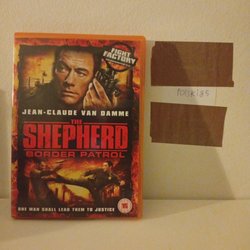 FIGHT
FACTORY
JEAN-CLAUDE VAN DAMME
THE
SHEPHERD
BORDER PATROL
15
ONE MAN SHALL LEAD THEM TO JUSTICE.